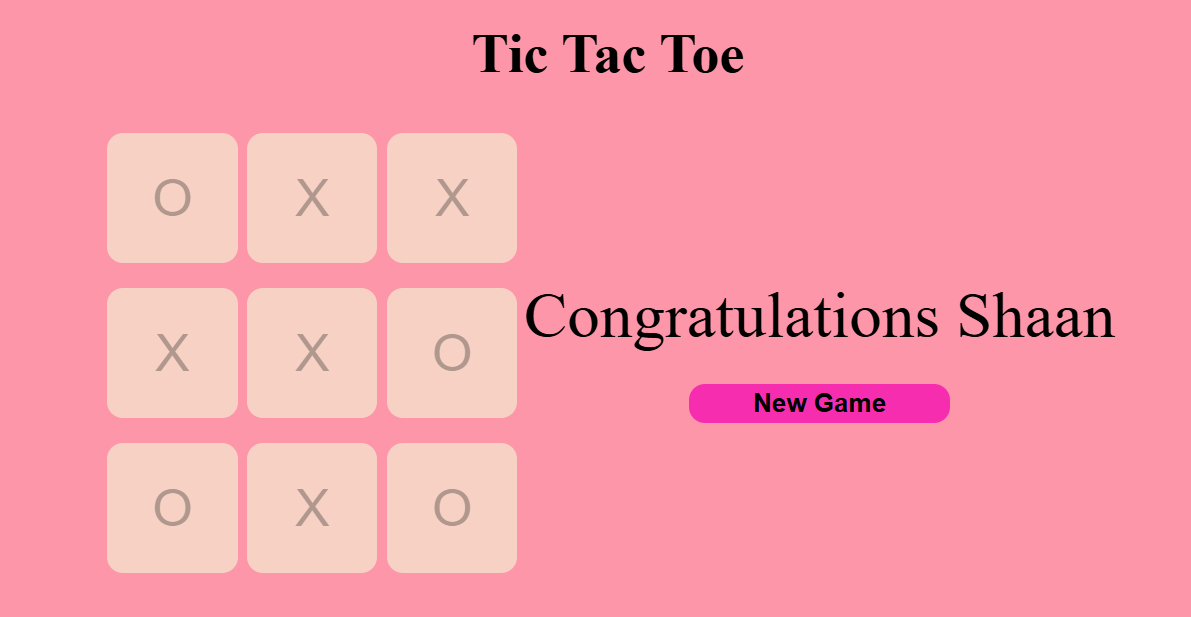 Tic Tac Toe
O X X
X X O
O X O
Congratulations Shaan
New Game